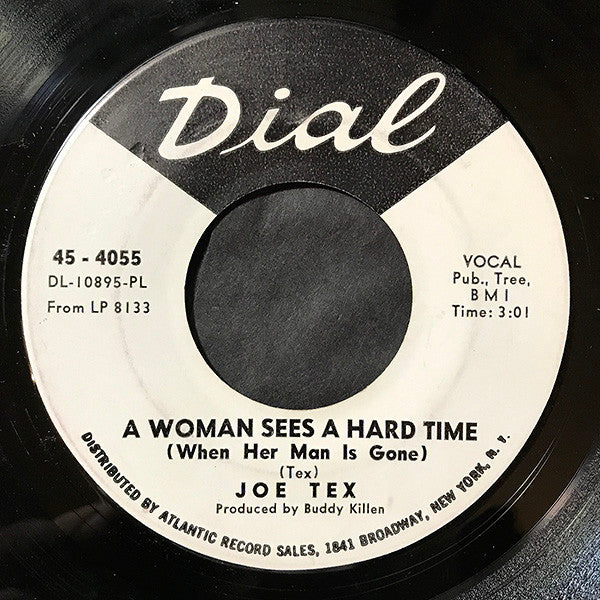 Dial
45 - 4055
DL-10895-PL
From LP 8133
VOCAL
Pub., Tree,
BMI
Time: 3:01
A WOMAN SEES A HARD TIME
(When Her Man Is Gone)
(Tex)
JOE TEX
Produced by Buddy Killen
DISTRIBUTED BY ATLANTIC RECORD SALES, 1841 BROADWAY, NEW YORK, N. Y.